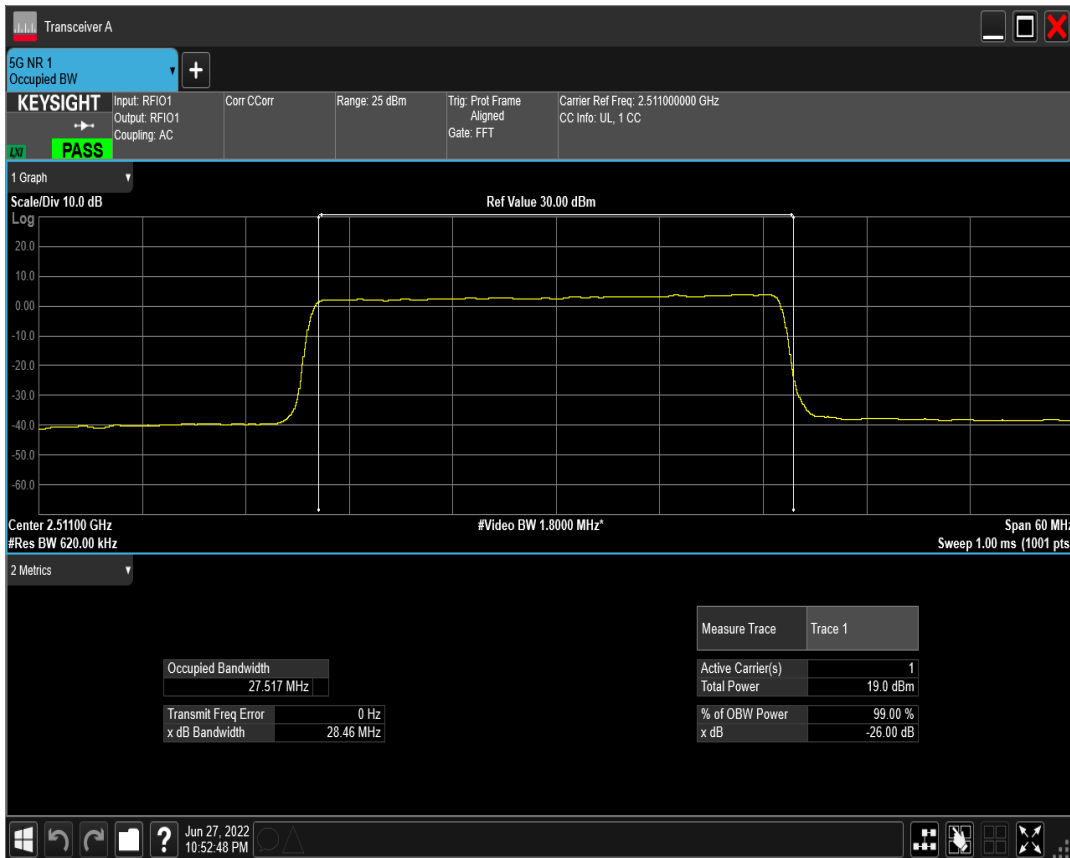 Transceiver A
5G NR 1
Occupied BW
+
KEYSIGHT
LXI
PASS
Input: RFIO1
Output: RFIO1
Coupling: AC
Corr CCorr
Range: 25 dBm
Trig: Prot Frame
Aligned
Gate: FFT
Carrier Ref Freq: 2.511000000 GHz
CC Info: UL, 1 CC
1 Graph
Scale/Div 10.0 dB
Ref Value 30.00 dBm
Log
20.0
10.0
0.00
-10.0
-20.0
-30.0
-40.0
-50.0
-60.0
Center 2.51100 GHz
#Video BW 1.8000 MHz*
Span 60 MHz
#Res BW 620.00 kHz
Sweep 1.00 ms (1001 pts
2 Metrics
Measure Trace Trace 1
Occupied Bandwidth
27.517 MHz
Active Carrier(s) 1
Total Power 19.0 dBm
Transmit Freq Error 0 Hz
x dB Bandwidth 28.46 MHz
% of OBW Power 99.00 %
x dB -26.00 dB
?
Jun 27, 2022
10:52:48 PM